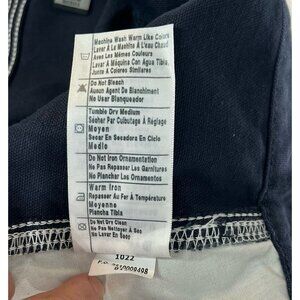 Machine Wash Warm Like Colors
Laver À La Machine À L'eau Chaud
Avec Couleurs
Lavar A Máquina Con Agua Tibia,
Junto A Colores Similares
Do Not Bleach
Aucun Agent De Blanchiment
No Usar Blanqueador
Tumble Dry Medium
Sécher Par Culbutage À Réglage
Moyen
Secar En Secadora En Ciclo
Medio
Do Not Iron Ornamentation
Ne Pas Repasser Les Garnitures
No Planchar Los Ornamentos
Warm Iron
Repasser Au Fer À Température
Moyenne
Plancha Tibia
Do Not Dry Clean
Ne Pas Nettoyer À Sec
No Lavar En Seco
1022